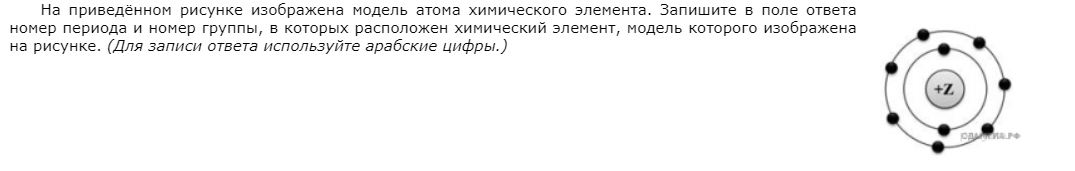 На приведённом рисунке изображена модель атома химического элемента. Запишите в поле ответа
номер периода и номер группы, в которых расположен химический элемент, модель которого изображена
на рисунке. (Для записи ответа используйте арабские цифры.)
+Z